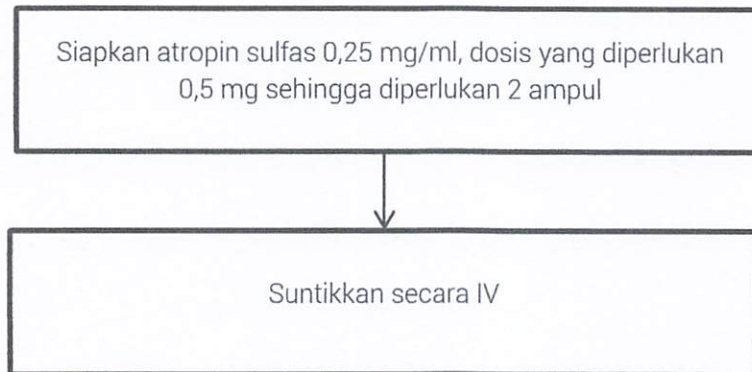 Siapkan atropin sulfas 0,25 mg/ml, dosis yang diperlukan
0,5 mg sehingga diperlukan 2 ampul
Suntikkan secara IV